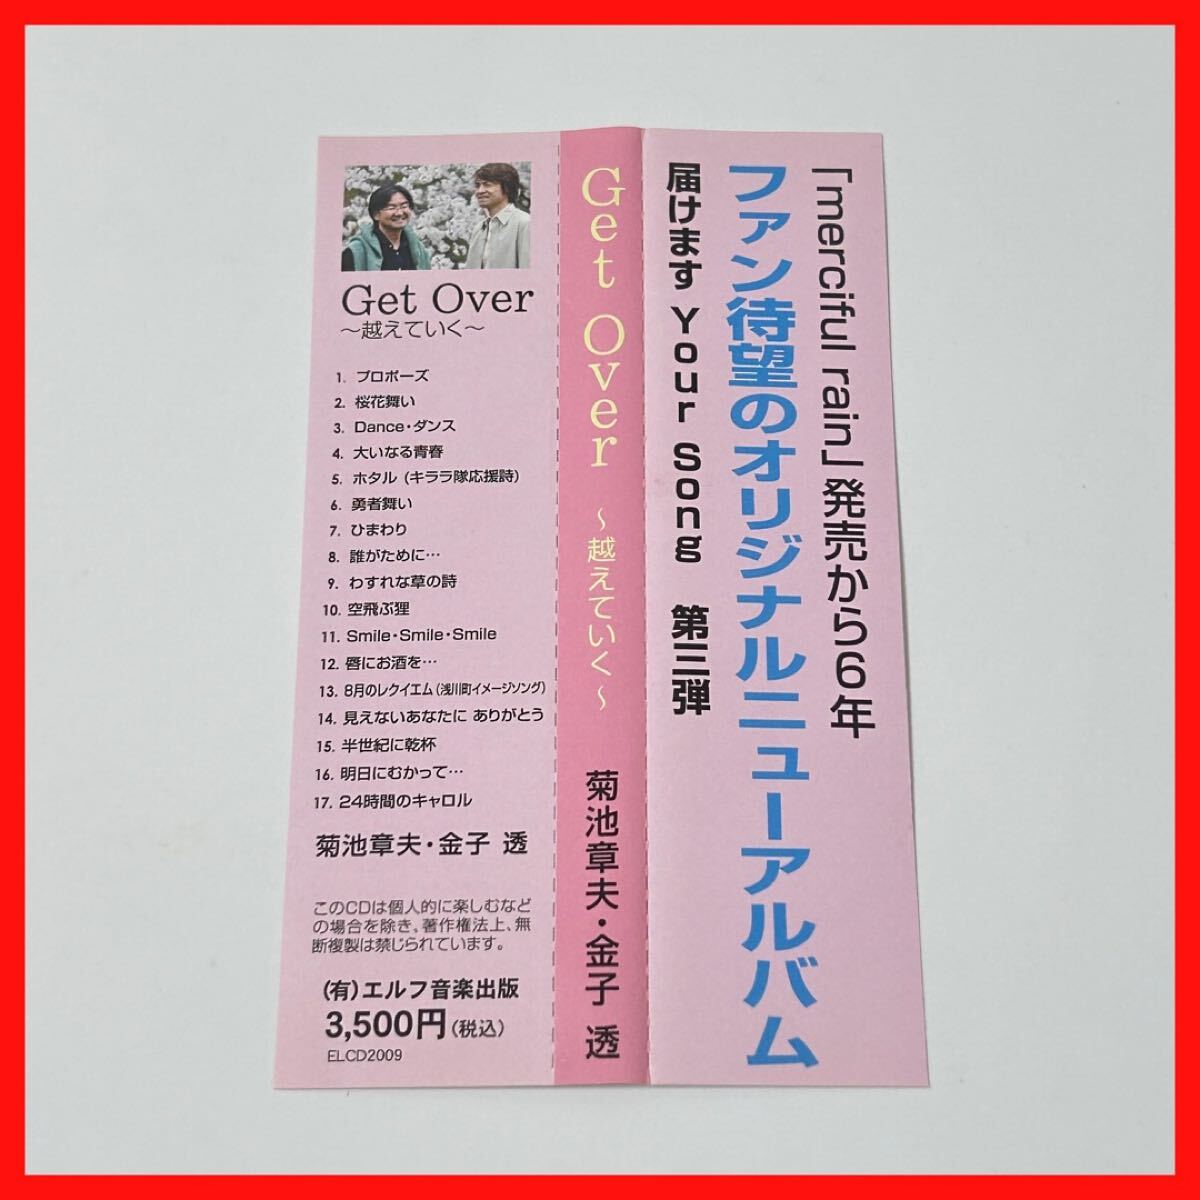 「merciful rain」発売から6年
ファン待望のオリジナルニューアルバム
届けます Your Song 第三弾
Get Over ～越えていく～ 菊池章夫・金子 透
Get Over
～越えていく～
1. プロポーズ
2. 桜花舞い
3. Dance・ダンス
4. 大いなる青春
5. ホタル (キララ隊応援詩)
6. 勇者舞い
7. ひまわり
8. 誰がために…
9. わすれな草の詩
10. 空飛ぶ狸
11. Smile・Smile・Smile
12. 唇にお酒を…
13. 8月のレクイエム (浅川町イメージソング)
14. 見えないあなたに ありがとう
15. 半世紀に乾杯
16. 明日にむかって…
17. 24時間のキャロル
菊池章夫・金子 透
このCDは個人的に楽しむなど
の場合を除き、著作権法上、無
断複製は禁じられています。
(有)エルフ音楽出版
3,500円(税込)
ELCD2009